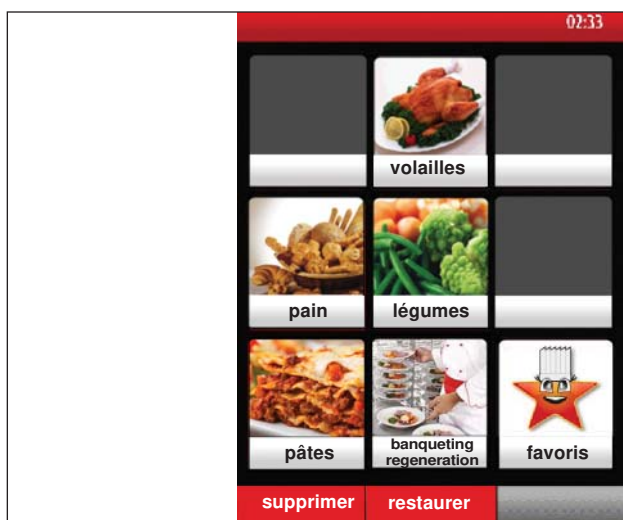 02:33
volailles
pain
légumes
pâtes
banqueting
regeneration
favoris
supprimer
restaurer